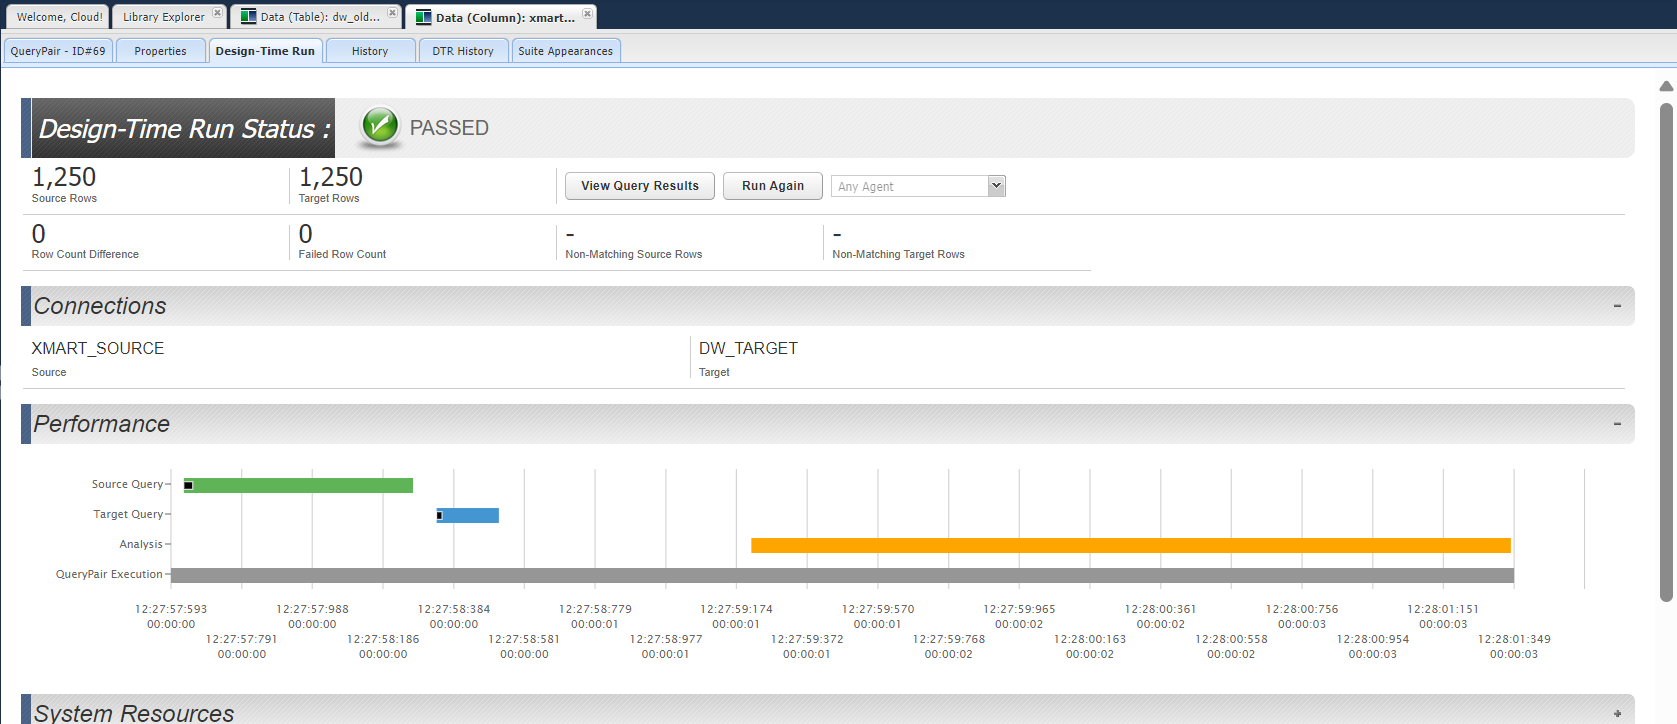 Welcome, Cloud!
Library Explorer
Data (Table): dw_old...
Data (Column): xmart...
QueryPair - ID#69
Properties
Design-Time Run
History
DTR History
Suite Appearances
Design-Time Run Status :
PASSED
1,250
Source Rows
1,250
Target Rows
View Query Results
Run Again
Any Agent
0
Row Count Difference
0
Failed Row Count
-
Non-Matching Source Rows
-
Non-Matching Target Rows
Connections
XMART_SOURCE
Source
DW_TARGET
Target
Performance
Source Query
Target Query
Analysis
QueryPair Execution
12:27:57:593
00:00:00
12:27:57:791
00:00:00
12:27:57:988
00:00:00
12:27:58:186
00:00:00
12:27:58:384
00:00:00
12:27:58:581
00:00:00
12:27:58:779
00:00:01
12:27:58:977
00:00:01
12:27:59:174
00:00:01
12:27:59:372
00:00:01
12:27:59:570
00:00:01
12:27:59:768
00:00:02
12:27:59:965
00:00:02
12:28:00:163
00:00:02
12:28:00:361
00:00:02
12:28:00:558
00:00:02
12:28:00:756
00:00:03
12:28:00:954
00:00:03
12:28:01:151
00:00:03
12:28:01:349
00:00:03
System Resources